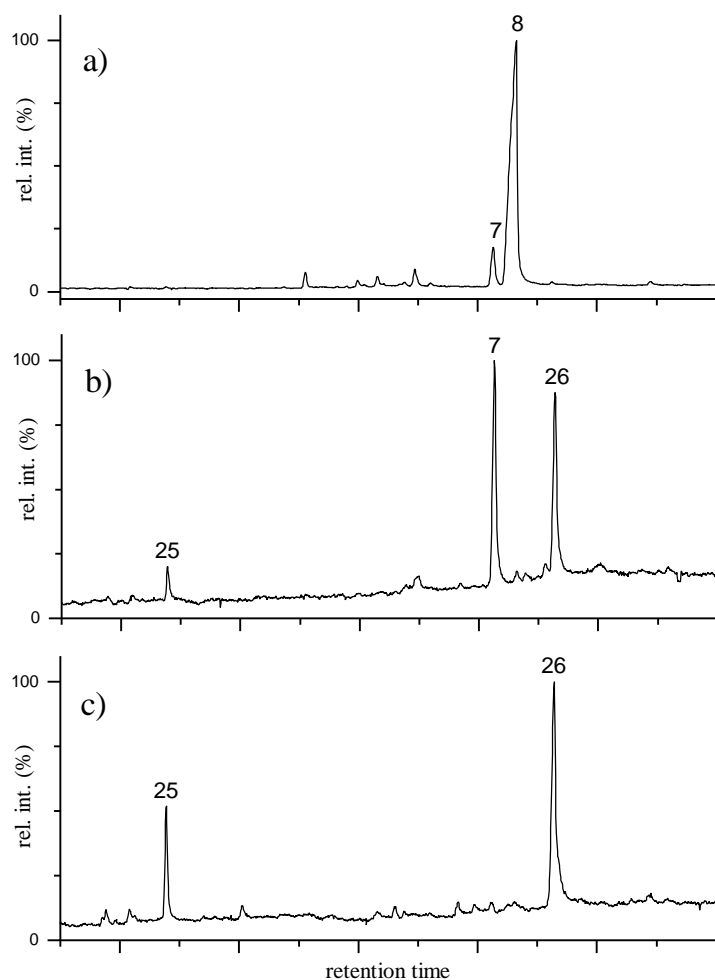 a)
rel. int. (%)
100
0
7
8
b)
rel. int. (%)
100
0
25
7
26
c)
rel. int. (%)
100
0
25
26
retention time